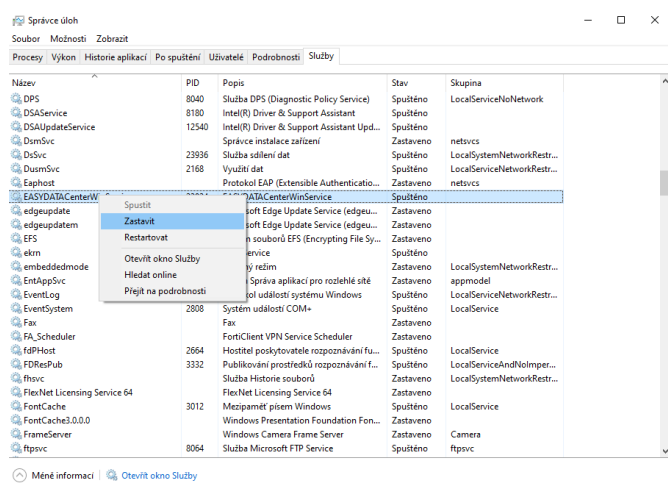 Správce úloh
Soubor Možnosti Zobrazit
Procesy Výkon Historie aplikací Po spuštění Uživatelé Podrobnosti Služby
Název PID Popis Stav Skupina
DPS 8040 Služba DPS (Diagnostic Policy Service) Spuštěno LocalServiceNoNetwork
DSAService 8180 Intel(R) Driver & Support Assistant Spuštěno
DSAUpdateService 12540 Intel(R) Driver & Support Assistant Upd... Spuštěno
DsmSvc Správce instalace zařízení Zastaveno netsvcs
DsSvc 23936 Služba sdílení dat Spuštěno LocalSystemNetworkRestr...
DusmSvc 2168 Využití dat Spuštěno LocalServiceNetworkRestr...
Eaphost Protokol EAP (Extensible Authenticatio... Zastaveno netsvcs
EASYDATACenterWinService EASYDATACenterWinService Spuštěno
edgeupdate soft Edge Update Service (edgeu... Zastaveno
edgeupdatem soft Edge Update Service (edgeu... Zastaveno
EFS souborů EFS (Encrypting File Sy... Zastaveno
ekrn ervice Spuštěno
embeddedmode režim Zastaveno LocalSystemNetworkRestr...
EntAppSvc Správa aplikací pro rozlehlé sítě Zastaveno appmodel
EventLog kol událostí systému Windows Spuštěno LocalServiceNetworkRestr...
Spustit
Zastavit
Restartovat
Otevřít okno Služby
Hledat online
Přejít na podrobnosti
EventSystem 2808 Systém událostí COM+ Spuštěno LocalService
Fax Fax Zastaveno
FA_Scheduler FortiClient VPN Service Scheduler Zastaveno
fdPHost 2664 Hostitel poskytovatele rozpoznávání fu... Spuštěno LocalService
FDResPub 3332 Publikování prostředků rozpoznávání f... Spuštěno LocalServiceAndNoImper...
fhsvc Služba Historie souborů Zastaveno LocalSystemNetworkRestr...
FlexNet Licensing Service 64 FlexNet Licensing Service 64 Zastaveno
FontCache 3012 Mezipaměť písem Windows Spuštěno LocalService
FontCache3.0.0.0 Windows Presentation Foundation Fon... Zastaveno
FrameServer Windows Camera Frame Server Zastaveno Camera
ftpsvc 8064 Služba Microsoft FTP Service Spuštěno ftpsvc
Méně informací Otevřít okno Služby